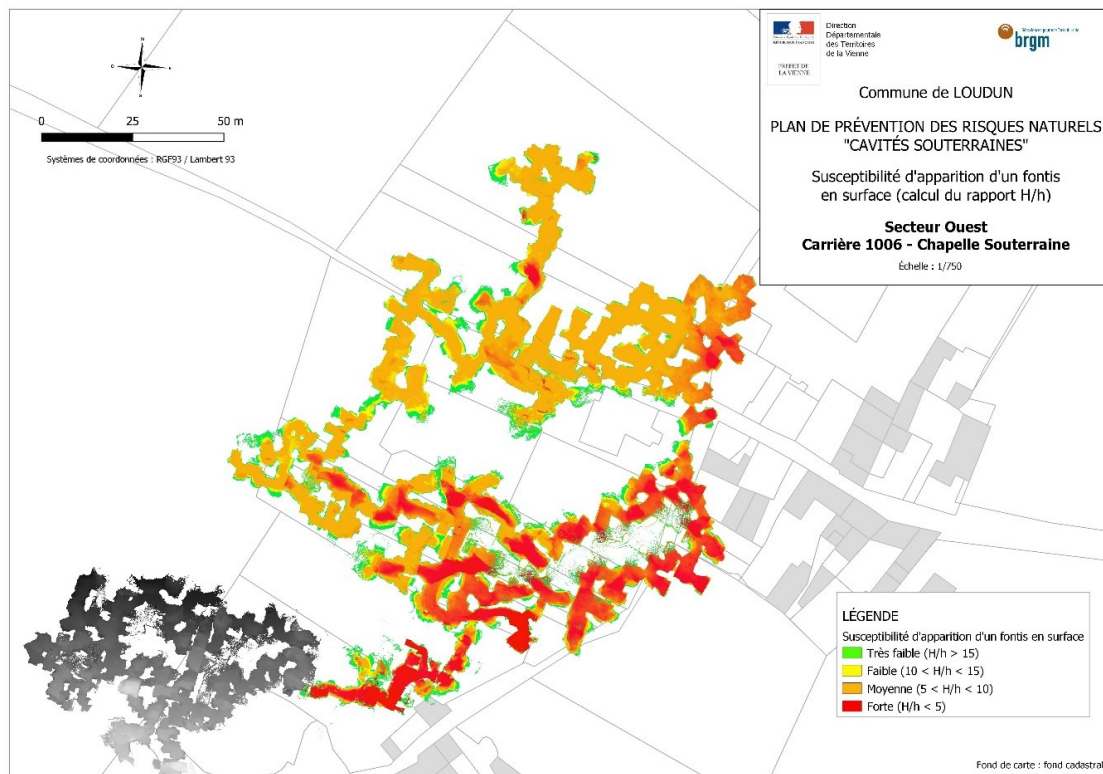 N
O
E
S
0
25
50 m
Systèmes de coordonnées : RGF93 / Lambert 93
RÉPUBLIQUE FRANÇAISE
PREFET DE
LA VIENNE
Direction
Départementale
des Territoires
de la Vienne
brgm
Commune de LOUDUN
PLAN DE PRÉVENTION DES RISQUES NATURELS
"CAVITÉS SOUTERRAINES"
Susceptibilité d'apparition d'un fontis
en surface (calcul du rapport H/h)
Secteur Ouest
Carrière 1006 - Chapelle Souterraine
Échelle : 1/750
LÉGENDE
Susceptibilité d'apparition d'un fontis en surface
Très faible (H/h > 15)
Faible (10 < H/h < 15)
Moyenne (5 < H/h < 10)
Forte (H/h < 5)
Fond de carte : fond cadastral